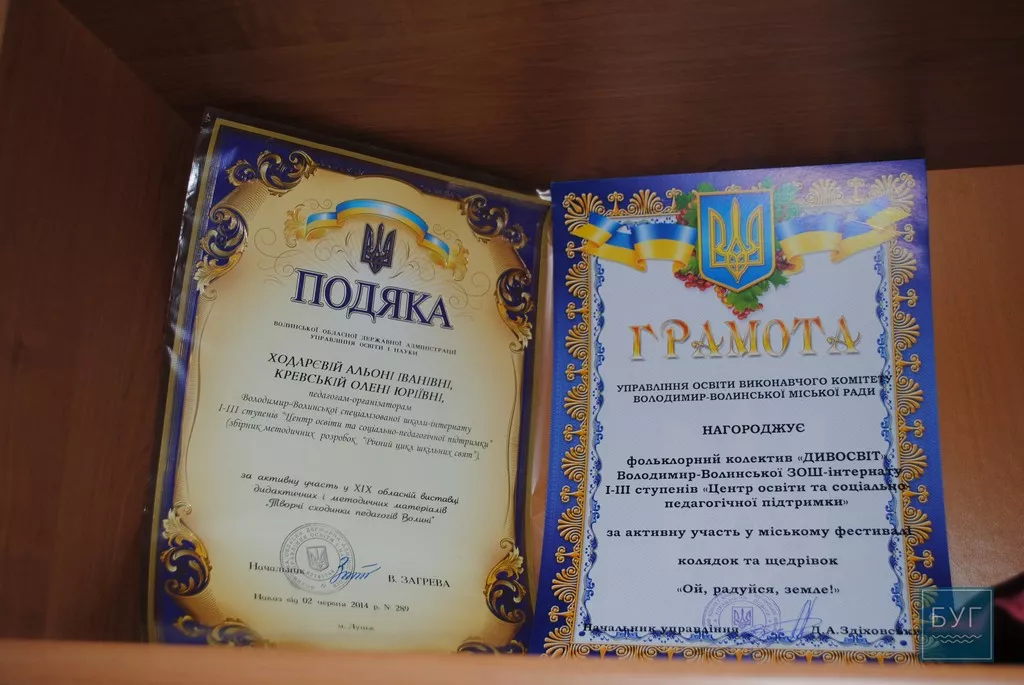 ПОДЯКА
ВОЛИНСЬКОЇ ОБЛАСНОЇ ДЕРЖАВНОЇ АДМІНІСТРАЦІЇ
УПРАВЛІННЯ ОСВІТИ І НАУКИ
ХОДАРЄВІЙ АЛЬОНІ ІВАНІВНІ,
КРЕВСЬКІЙ ОЛЕНІ ЮРІЇВНІ,
педагогам-організаторам
Володимир-Волинської спеціалізованої школи-інтернату
І-ІІІ ступенів "Центр освіти та соціально-педагогічної підтримки"
(збірник методичних розробок "Річний цикл шкільних свят"),
за активну участь у ХІХ обласній виставці
дидактичних і методичних матеріалів
"Творчі сходинки педагогів Волині"
Начальник
В. ЗАГРЕВА
Наказ від 02 червня 2014 р. N 289
м. Луцьк
ГРАМОТА
УПРАВЛІННЯ ОСВІТИ ВИКОНАВЧОГО КОМІТЕТУ
ВОЛОДИМИР-ВОЛИНСЬКОЇ МІСЬКОЇ РАДИ
НАГОРОДЖУЄ
фольклорний колектив «ДИВОСВІТ»
Володимир-Волинської ЗОШ-інтернату
І-ІІІ ступенів «Центр освіти та соціально-
педагогічної підтримки»
за активну участь у міському фестивалі
колядок та щедрівок
«Ой, радуйся, земле!»
Начальник управління Д.А.Здіховська
БУГ